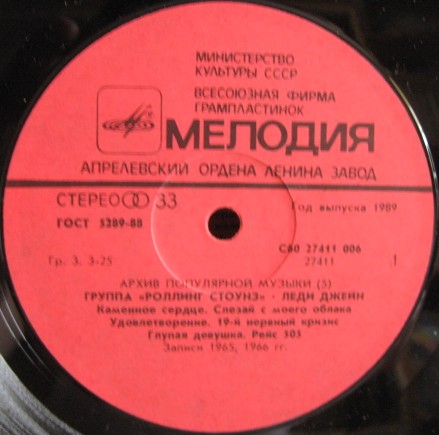 МИНИСТЕРСТВО
КУЛЬТУРЫ СССР
ВСЕСОЮЗНАЯ ФИРМА
ГРАМПЛАСТИНОК
МЕЛОДИЯ
АПРЕЛЕВСКИЙ ОРДЕНА ЛЕНИНА ЗАВОД
СТЕРЕО 33
Год выпуска 1989
ГОСТ 5289-88
С60 27411 006
Гр. 3. 3-25
27411
1
АРХИВ ПОПУЛЯРНОЙ МУЗЫКИ (5)
ГРУППА «РОЛЛИНГ СТОУНЗ» · ЛЕДИ ДЖЕЙН
Каменное сердце. Слезай с моего облака
Удовлетворение. 19-й нервный кризис
Глупая девушка. Рейс 505
Записи 1965, 1966 гг.